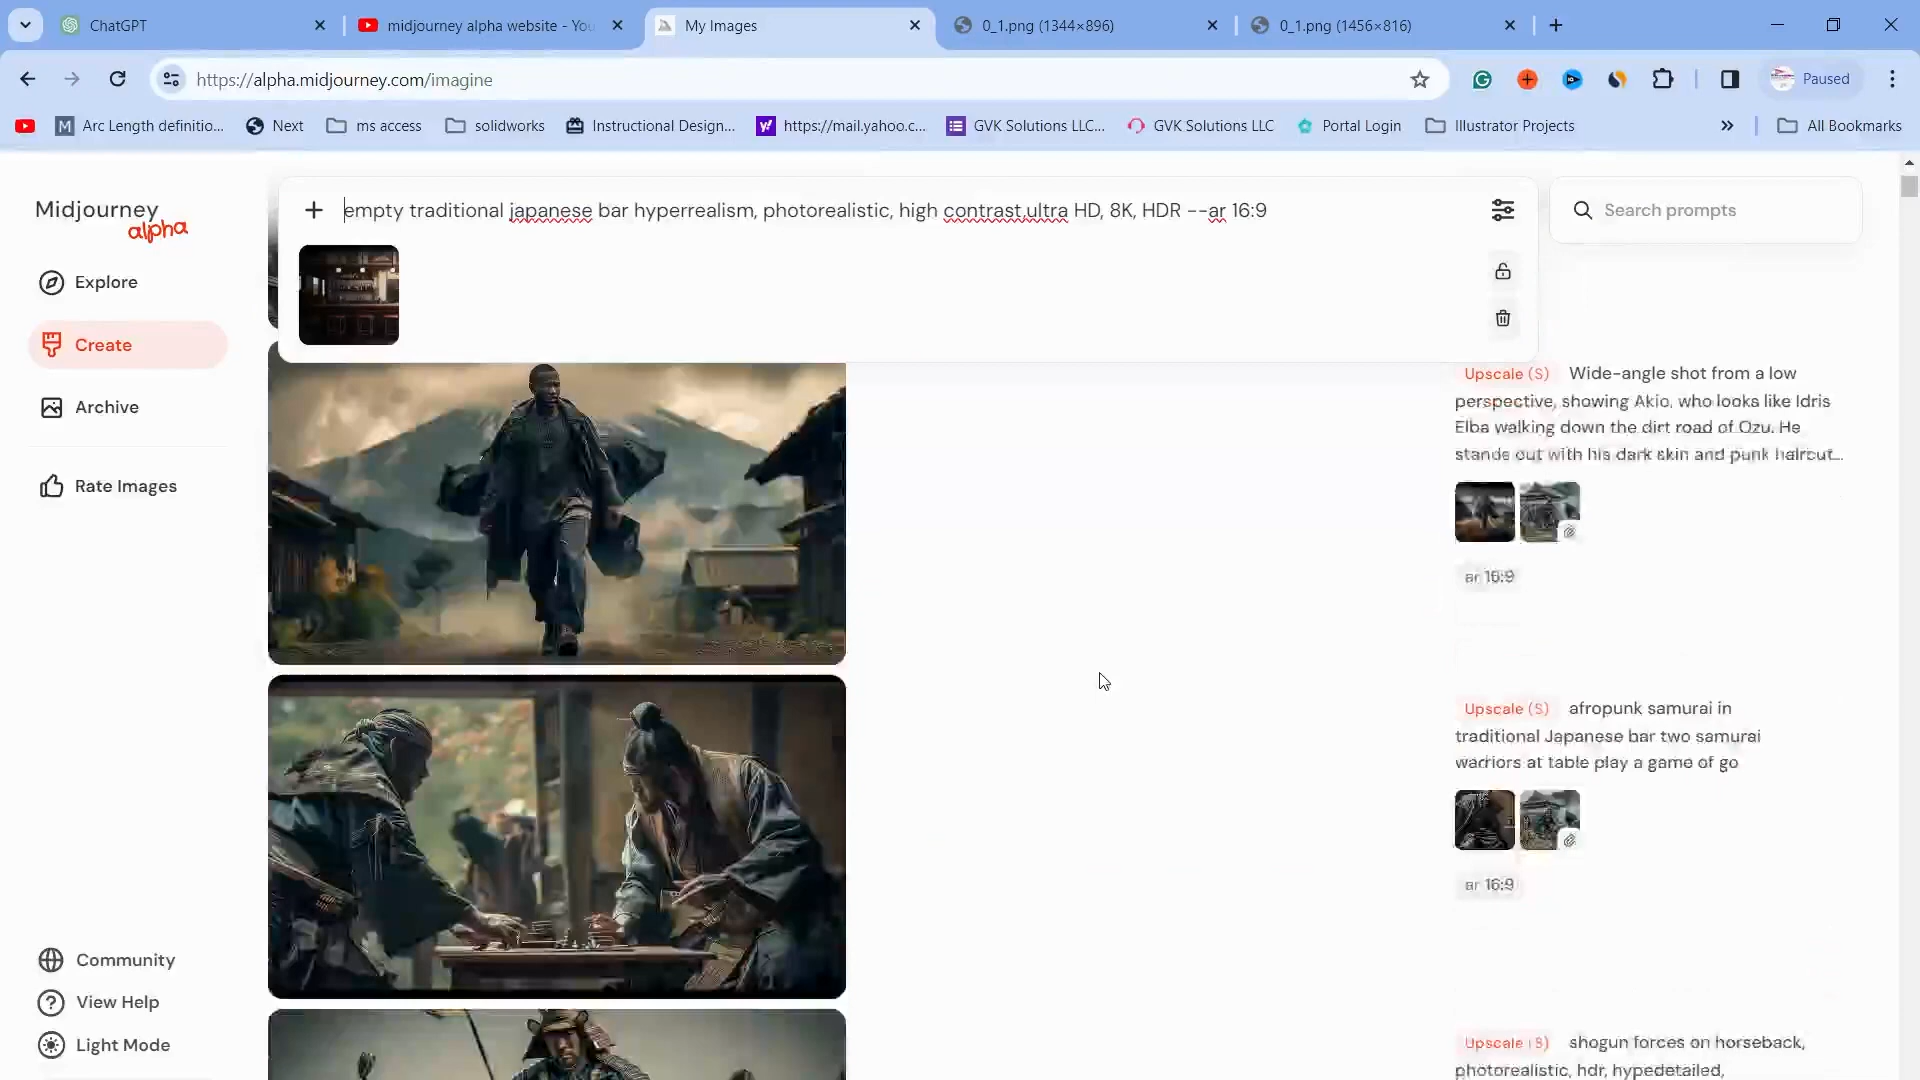 ChatGPT
midjourney alpha website - You
My Images
0_1.png (1344×896)
0_1.png (1456×816)
https://alpha.midjourney.com/imagine
Paused
Arc Length definitio...
Next
ms access
solidworks
Instructional Design...
https://mail.yahoo.c...
GVK Solutions LLC...
GVK Solutions LLC
Portal Login
Illustrator Projects
All Bookmarks
Midjourney
alpha
empty traditional japanese bar hyperrealism, photorealistic, high contrast,ultra HD, 8K, HDR --ar 16:9
Search prompts
Explore
Create
Archive
Rate Images
Upscale (S) Wide-angle shot from a low
perspective, showing Akio, who looks like Idris
Elba walking down the dirt road of Ozu. He
stands out with his dark skin and punk haircut...
ar 16:9
Upscale (S) afropunk samurai in
traditional Japanese bar two samurai
warriors at table play a game of go
ar 16:9
Upscale (S) shogun forces on horseback,
photorealistic, hdr, hypedetailed,
Community
View Help
Light Mode